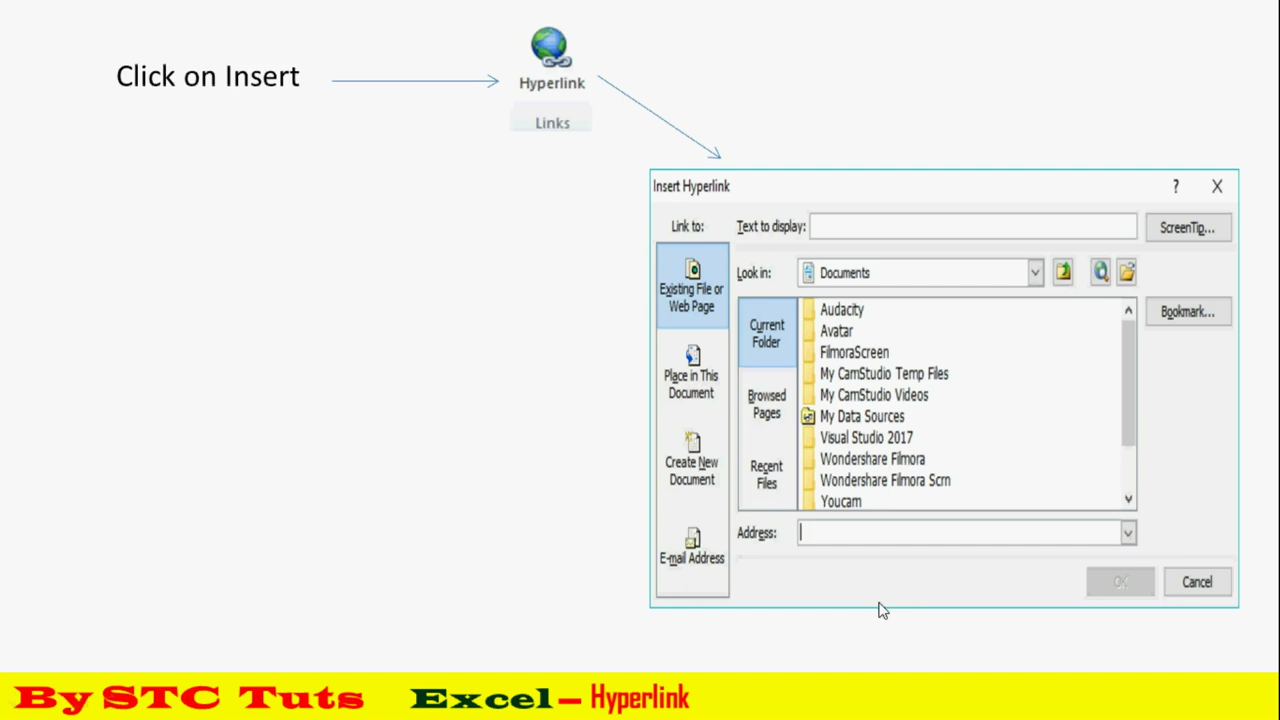 Click on Insert
Hyperlink
Links
Insert Hyperlink ? X
Link to:
Text to display:
ScreenTip...
Existing File or
Web Page
Place in This
Document
Create New
Document
E-mail Address
Look in: Documents
Current
Folder
Browsed
Pages
Recent
Files
Audacity
Avatar
FilmoraScreen
My CamStudio Temp Files
My CamStudio Videos
My Data Sources
Visual Studio 2017
Wondershare Filmora
Wondershare Filmora Scrn
Youcam
Bookmark...
Address:
OK
Cancel
By STC Tuts Excel – Hyperlink